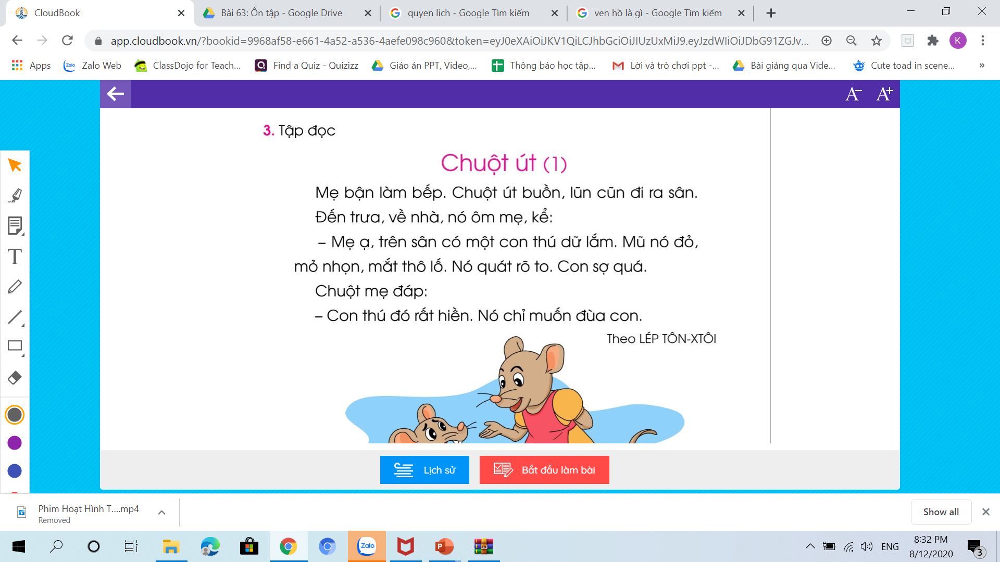 CloudBook
Bài 63: Ôn tập - Google Drive
quyen lich - Google Tìm kiếm
ven hồ là gì - Google Tìm kiếm
app.cloudbook.vn/?bookid=9968af58-e661-4a52-a536-4aefe098c960&token=eyJ0eXAiOiJKV1QiLCJhbGciOiJIUzUxMiJ9.eyJzdWIiOiJDbG91ZGJv...
K
Apps
Zalo Web
ClassDojo for Teach...
Find a Quiz - Quizizz
Giáo án PPT, Video,...
Thông báo học tập...
Lời và trò chơi ppt -...
Bài giảng qua Vide...
Cute toad in scene...
»
A- A+
3. Tập đọc
Chuột út (1)
Mẹ bận làm bếp. Chuột út buồn, lũn cũn đi ra sân.
Đến trưa, về nhà, nó ôm mẹ, kể:
– Mẹ ạ, trên sân có một con thú dữ lắm. Mũ nó đỏ,
mỏ nhọn, mắt thô lố. Nó quát rõ to. Con sợ quá.
Chuột mẹ đáp:
– Con thú đó rất hiền. Nó chỉ muốn đùa con.
Theo LÉP TÔN-XTÔI
T
Lịch sử
Bắt đầu làm bài
Phim Hoạt Hình T....mp4
Removed
Show all
Zalo
P
ENG
8:32 PM
8/12/2020
3